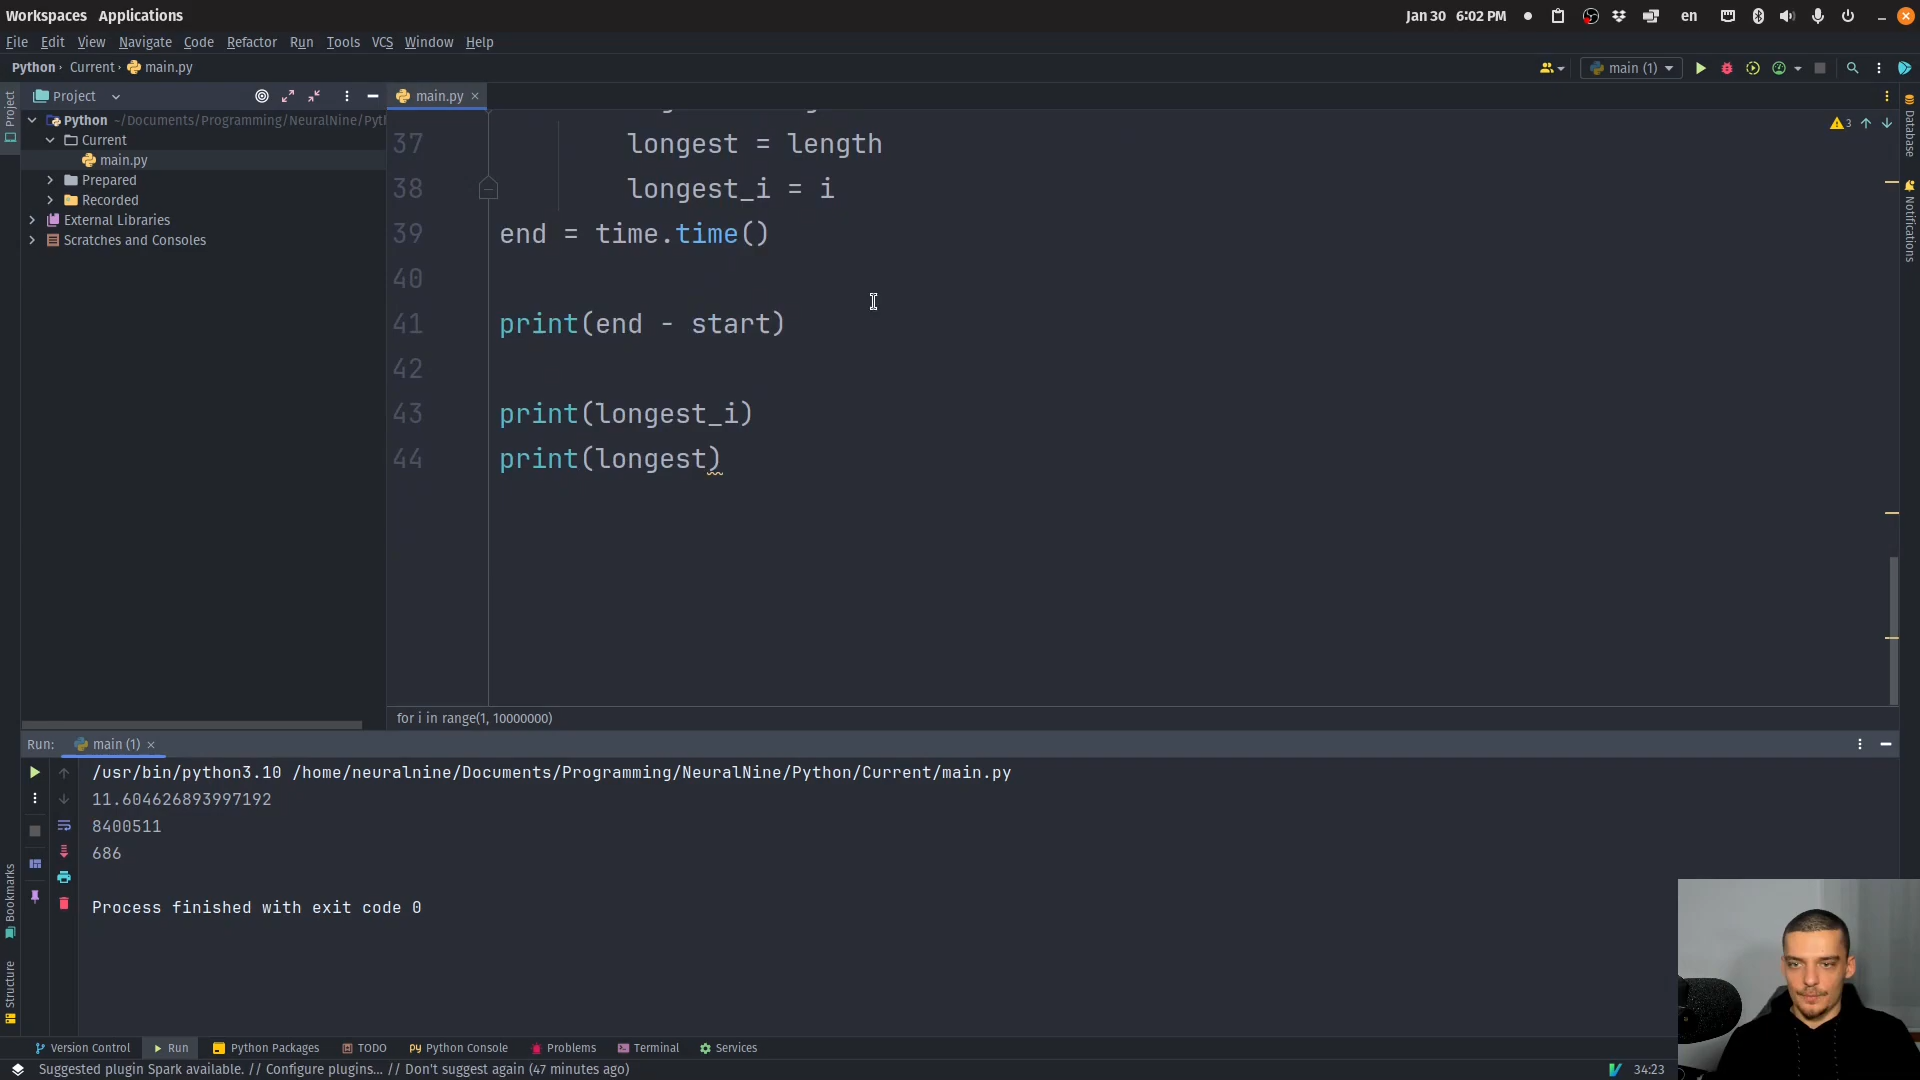 Workspaces Applications Jan 30 6:02 PM en
File Edit View Navigate Code Refactor Run Tools VCS Window Help
Python Current main.py main (1)
Project Project main.py
Python ~/Documents/Programming/NeuralNine/Pyt
Current
main.py
Prepared
Recorded
External Libraries
Scratches and Consoles
3
Database
Notifications
37 longest = length
38 longest_i = i
39 end = time.time()
40
41 print(end - start)
42
43 print(longest_i)
44 print(longest)
for i in range(1, 10000000)
Run: main (1)
/usr/bin/python3.10 /home/neuralnine/Documents/Programming/NeuralNine/Python/Current/main.py
11.604626893997192
8400511
686
Process finished with exit code 0
Bookmarks
Structure
Version Control Run Python Packages TODO Python Console Problems Terminal Services
Suggested plugin Spark available. // Configure plugins... // Don't suggest again (47 minutes ago) 34:23